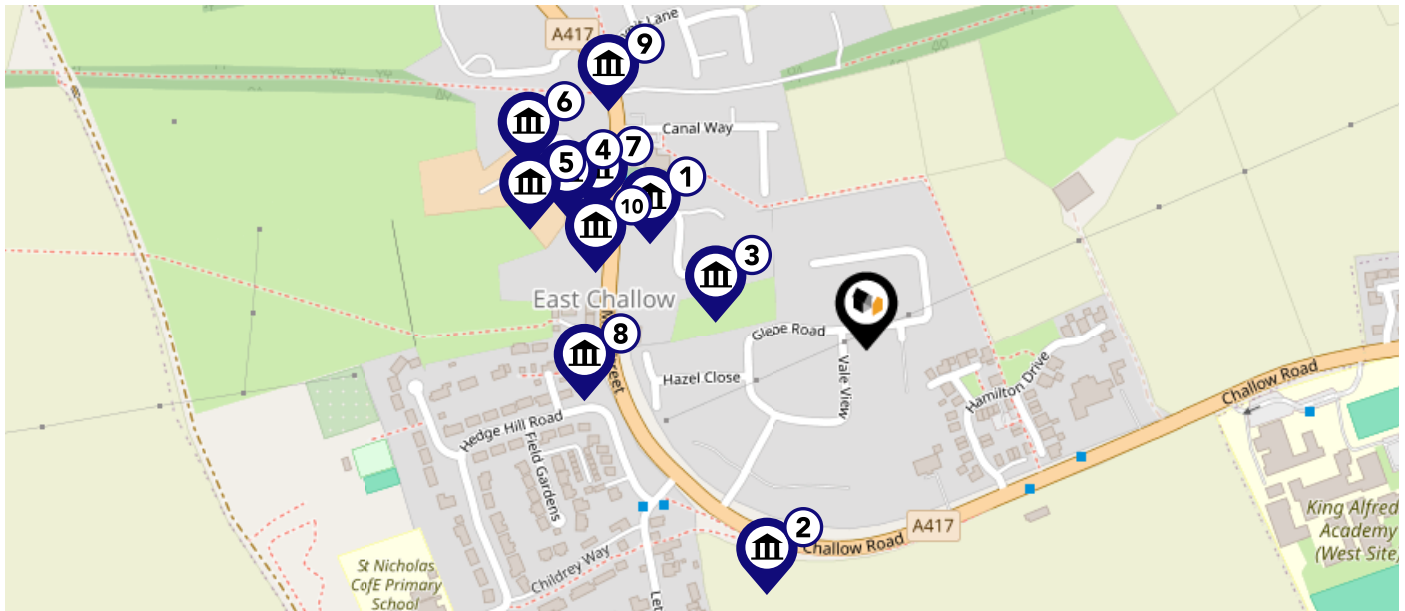 A417
9
6
Canal Way
4
7
5
1
10
3
East Challow
8
Glebe Road
Vale View
Hazel Close
Hamilton Drive
Challow Road
Hedge Hill Road
Field Gardens
King Alfred
Academy
(West Site,
A417
2
Challow Road
Childrey Way
St Nicholas
CofE Primary
School